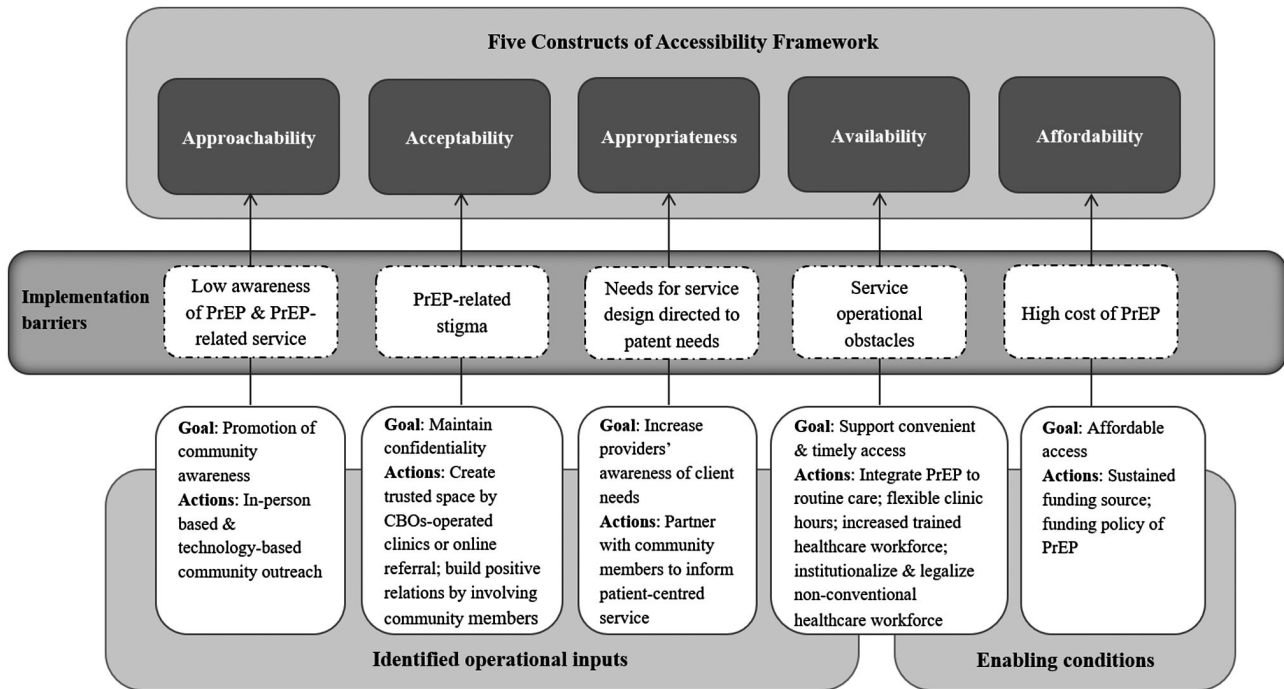 Five Constructs of Accessibility Framework
Approachability
Acceptability
Appropriateness
Availability
Affordability
Implementation
barriers
Low awareness
of PrEP & PrEP-
related service
PrEP-related
stigma
Needs for service
design directed to
patent needs
Service
operational
obstacles
High cost of PrEP
Goal: Promotion of
community
awareness
Actions: In-person
based &
technology-based
community outreach
Goal: Maintain
confidentiality
Actions: Create
trusted space by
CBOs-operated
clinics or online
referral; build positive
relations by involving
community members
Goal: Increase
providers’
awareness of client
needs
Actions: Partner
with community
members to inform
patient-centred
service
Goal: Support convenient
& timely access
Actions: Integrate PrEP to
routine care; flexible clinic
hours; increased trained
healthcare workforce;
institutionalize & legalize
non-conventional
healthcare workforce
Goal: Affordable
access
Actions: Sustained
funding source;
funding policy of
PrEP
Identified operational inputs
Enabling conditions